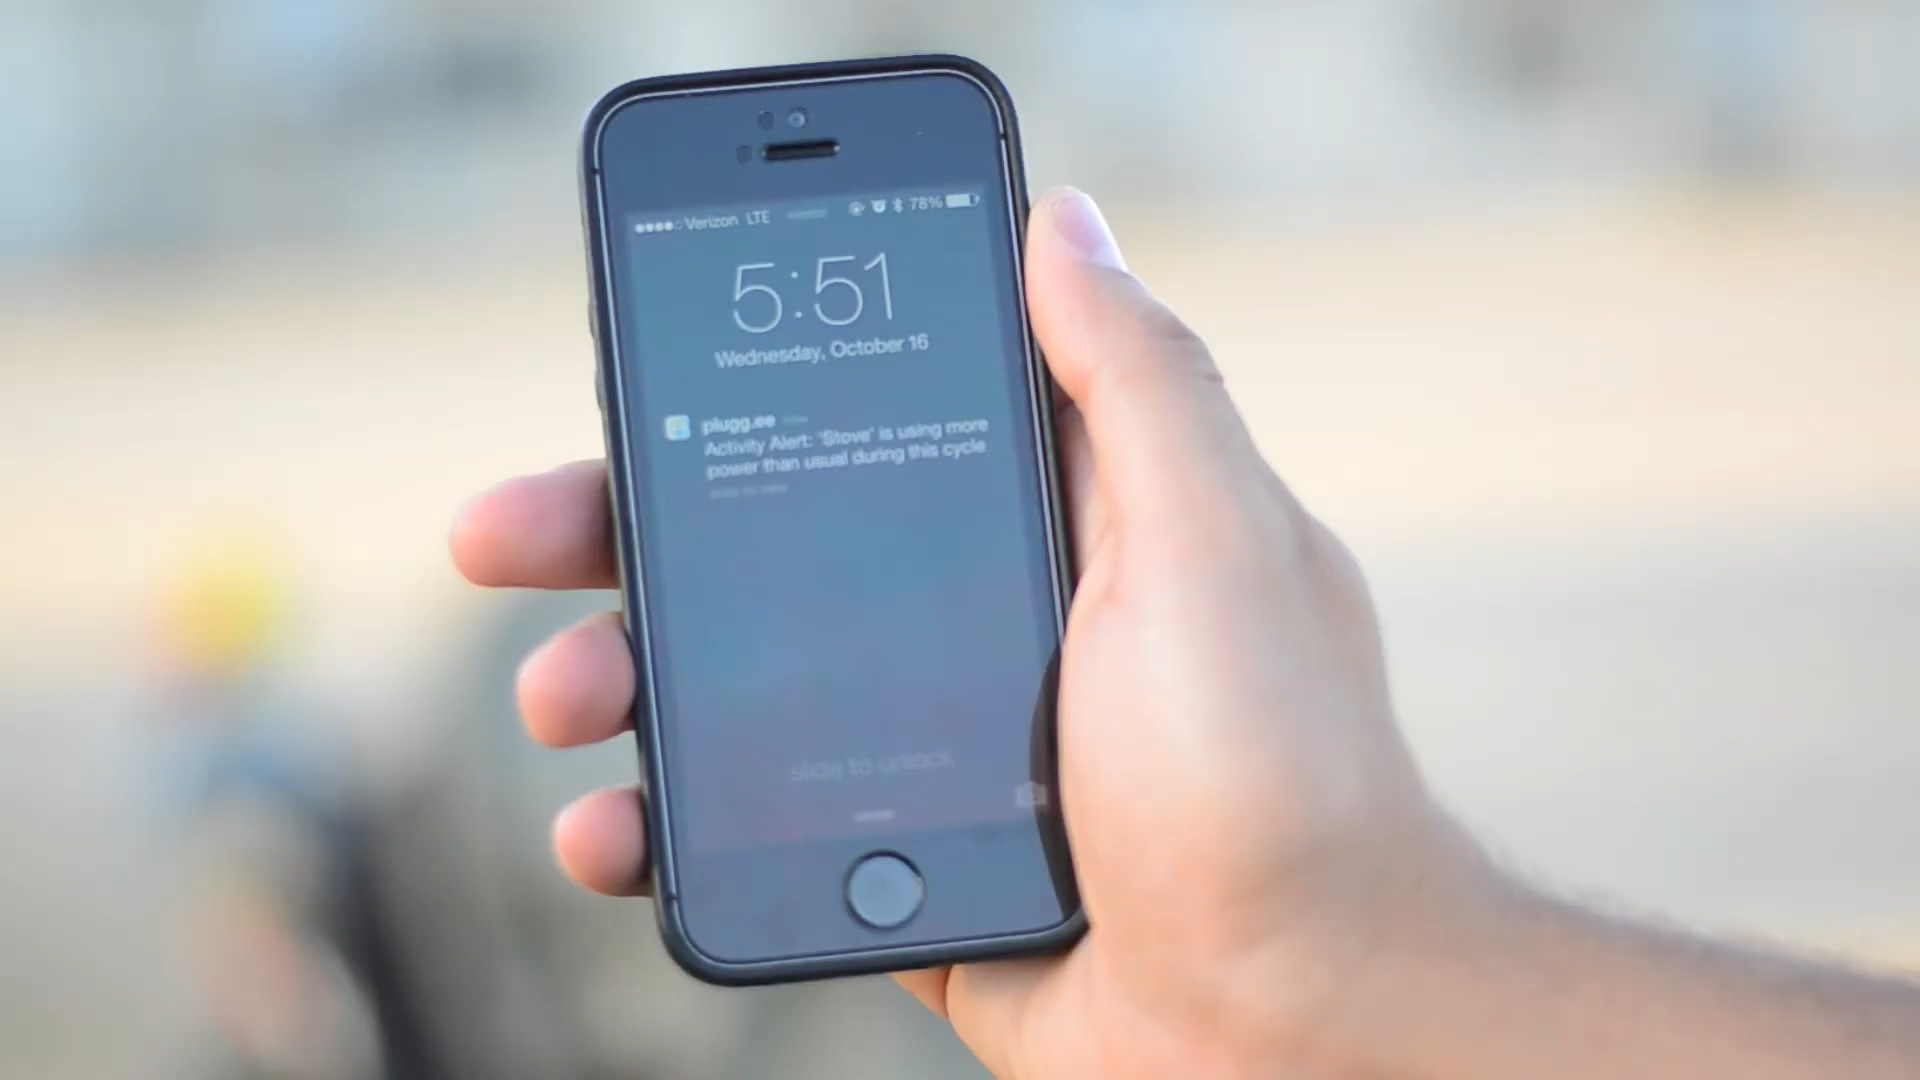 Verizon LTE 78%
5:51
Wednesday, October 16
plugg.ee
Activity Alert: 'Stove' is using more
power than usual during this cycle
slide to unlock